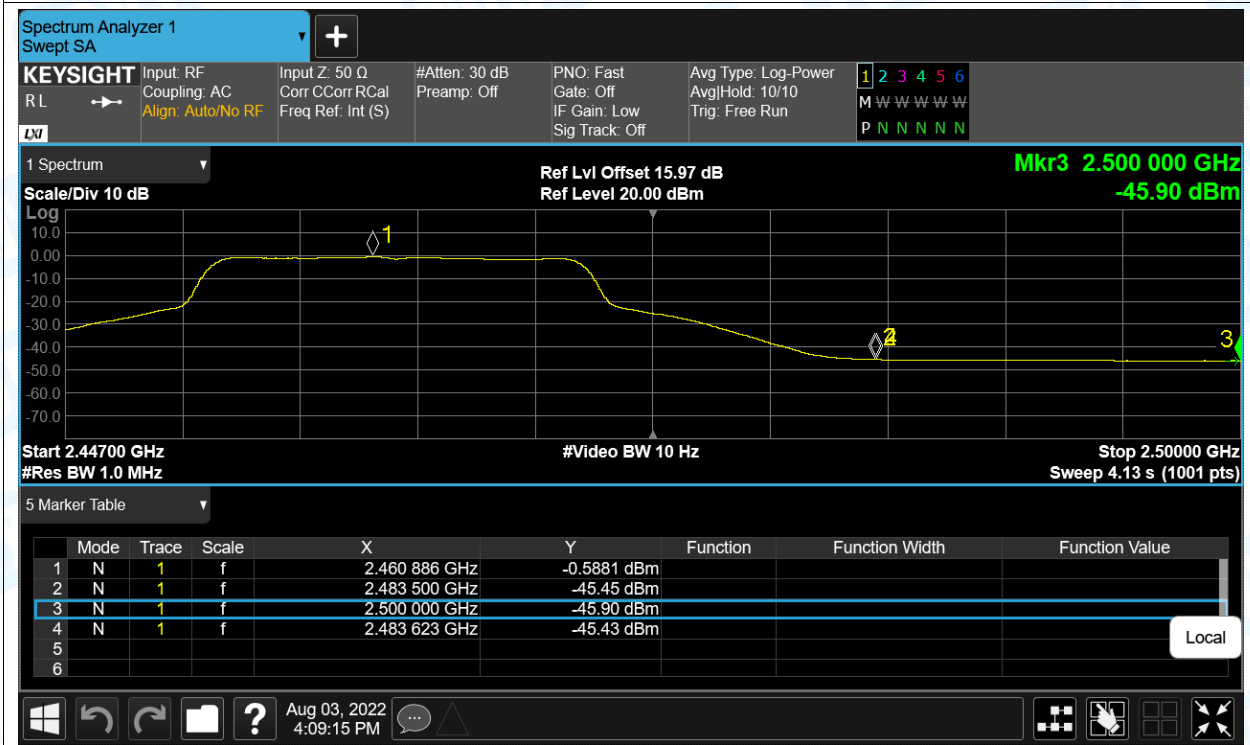 Spectrum Analyzer 1
Swept SA
KEYSIGHT
R L
LXI
Input: RF
Coupling: AC
Align: Auto/No RF
Input Z: 50 Ω
Corr CCorr RCal
Freq Ref: Int (S)
#Atten: 30 dB
Preamp: Off
PNO: Fast
Gate: Off
IF Gain: Low
Sig Track: Off
Avg Type: Log-Power
Avg|Hold: 10/10
Trig: Free Run
1 2 3 4 5 6
M W W W W W
P N N N N N
1 Spectrum
Scale/Div 10 dB
Ref Lvl Offset 15.97 dB
Ref Level 20.00 dBm
Mkr3 2.500 000 GHz
-45.90 dBm
Log
10.0
0.00
-10.0
-20.0
-30.0
-40.0
-50.0
-60.0
-70.0
1
3
Start 2.44700 GHz
#Video BW 10 Hz
Stop 2.50000 GHz
#Res BW 1.0 MHz
Sweep 4.13 s (1001 pts)
5 Marker Table
Mode Trace Scale X Y Function Function Width Function Value
1 N 1 f 2.460 886 GHz -0.5881 dBm
2 N 1 f 2.483 500 GHz -45.45 dBm
3 N 1 f 2.500 000 GHz -45.90 dBm
4 N 1 f 2.483 623 GHz -45.43 dBm
5
6
Local
?
Aug 03, 2022
4:09:15 PM